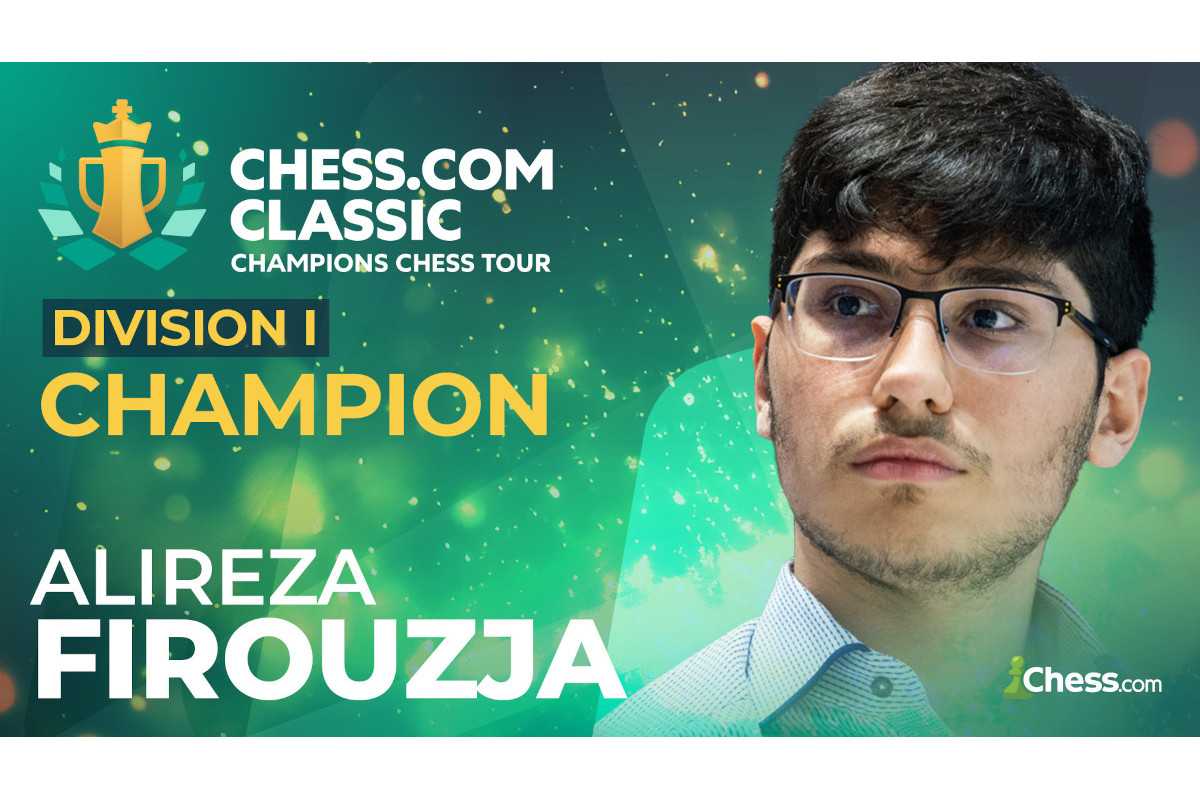 CHESS.COM
CLASSIC
CHAMPIONS CHESS TOUR
DIVISION I
CHAMPION
ALIREZA
FIROUZJA
Chess.com